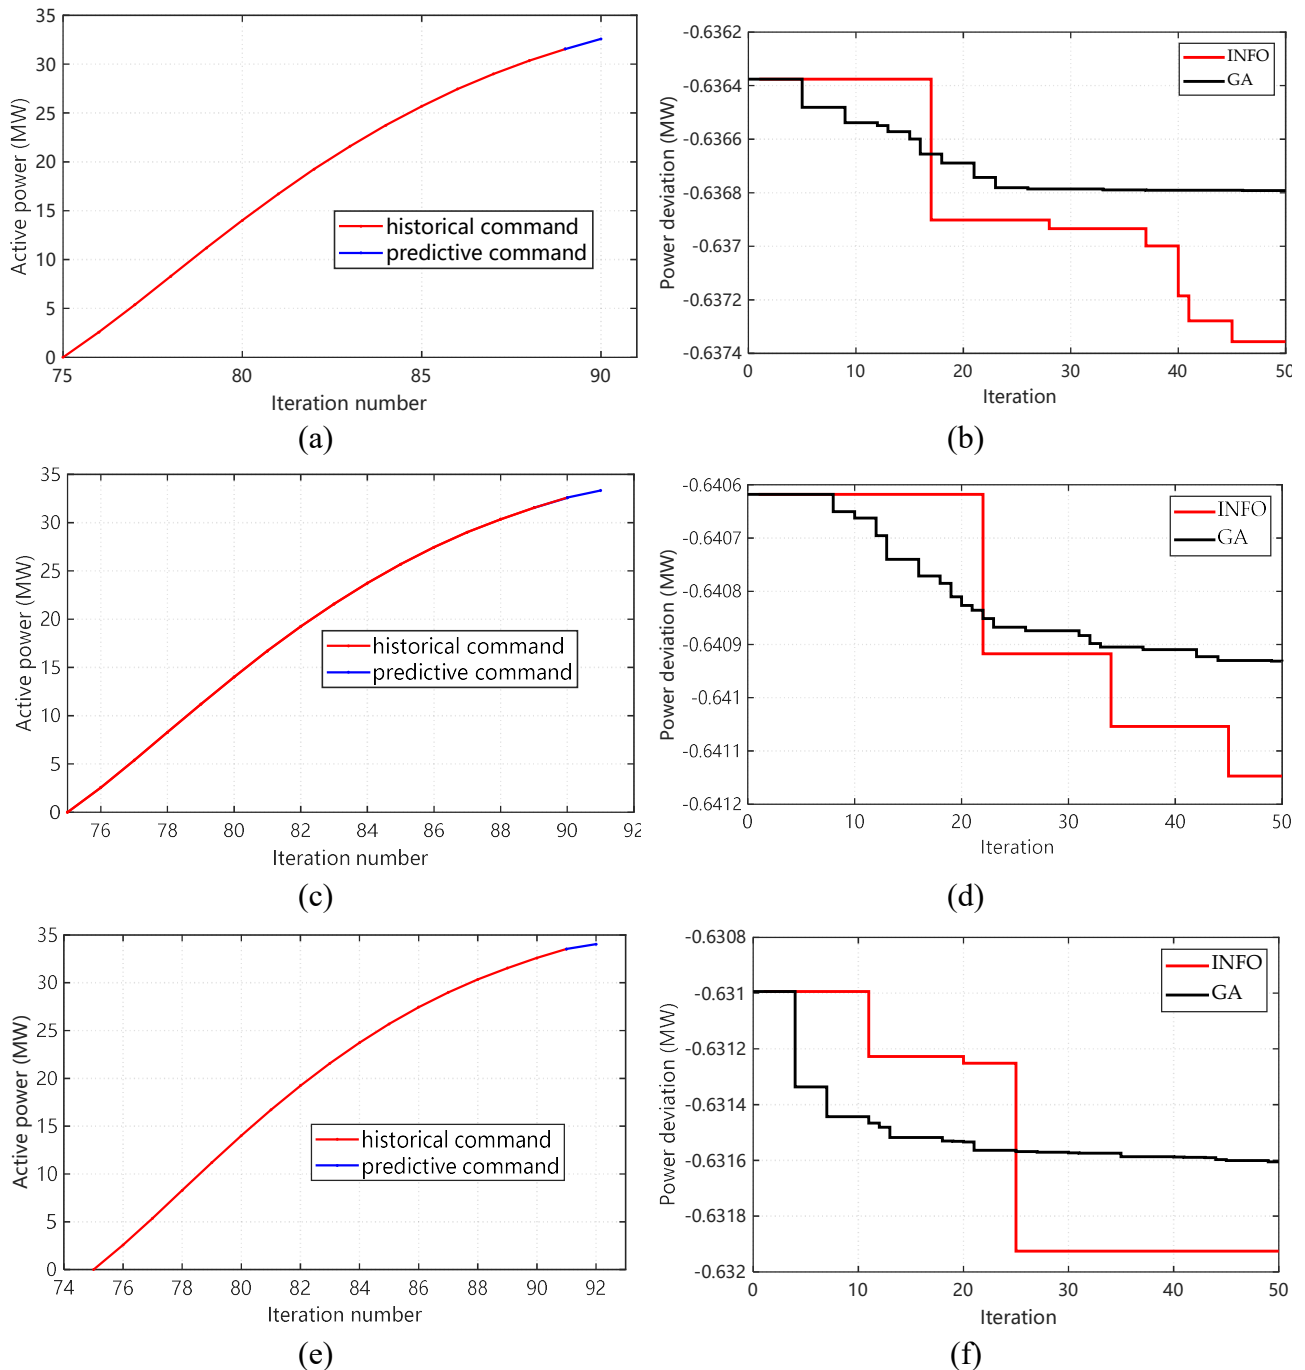 35
30
25
20
15
10
5
0
75
80
85
90
Active power (MW)
Iteration number
historical command
predictive command
(a)
-0.6362
-0.6364
-0.6366
-0.6368
-0.637
-0.6372
-0.6374
0
10
20
30
40
50
Power deviation (MW)
Iteration
INFO
GA
(b)
35
30
25
20
15
10
5
0
76
78
80
82
84
86
88
90
92
Active power (MW)
Iteration number
historical command
predictive command
(c)
-0.6406
-0.6407
-0.6408
-0.6409
-0.641
-0.6411
-0.6412
0
10
20
30
40
50
Power deviation (MW)
Iteration
INFO
GA
(d)
35
30
25
20
15
10
5
0
74
76
78
80
82
84
86
88
90
92
Active power (MW)
Iteration number
historical command
predictive command
(e)
-0.6308
-0.631
-0.6312
-0.6314
-0.6316
-0.6318
-0.632
0
10
20
30
40
50
Power deviation (MW)
Iteration
INFO
GA
(f)